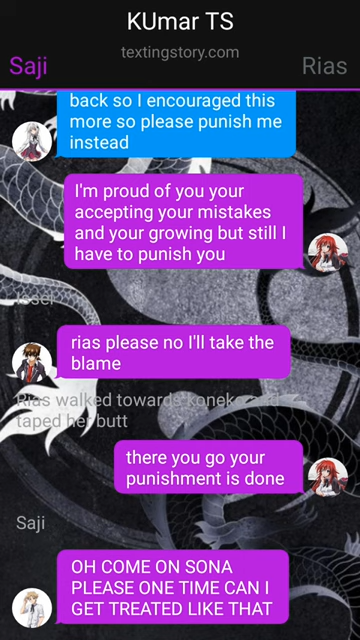 KUmar TS
textingstory.com
Saji
Rias
back so I encouraged this
more so please punish me
instead
I'm proud of you your
accepting your mistakes
and your growing but still I
have to punish you
Issei
rias please no I'll take the
blame
Rias walked towards koneko and
taped her butt
there you go your
punishment is done
Saji
OH COME ON SONA
PLEASE ONE TIME CAN I
GET TREATED LIKE THAT